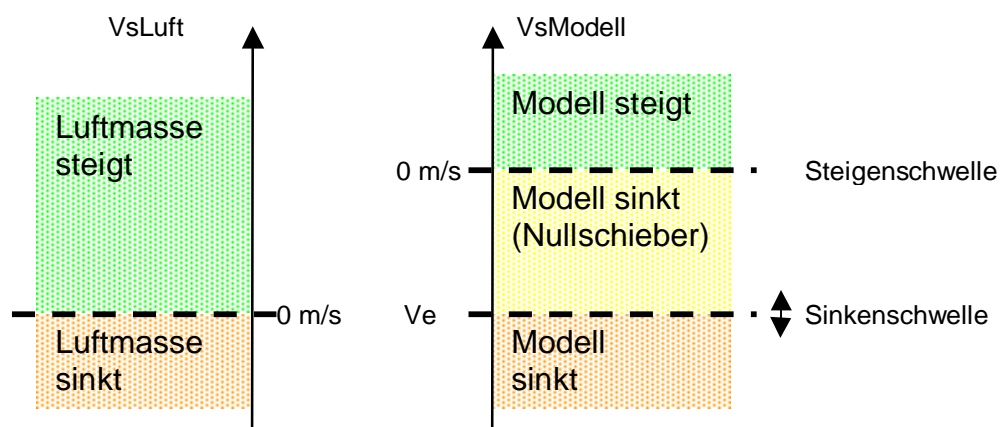 VsLuft
VsModell
Luftmasse
steigt
Modell steigt
0 m/s
Steigenschwelle
Modell sinkt
(Nullschieber)
0 m/s
Ve
Sinkenschwelle
Luftmasse
sinkt
Modell
sinkt